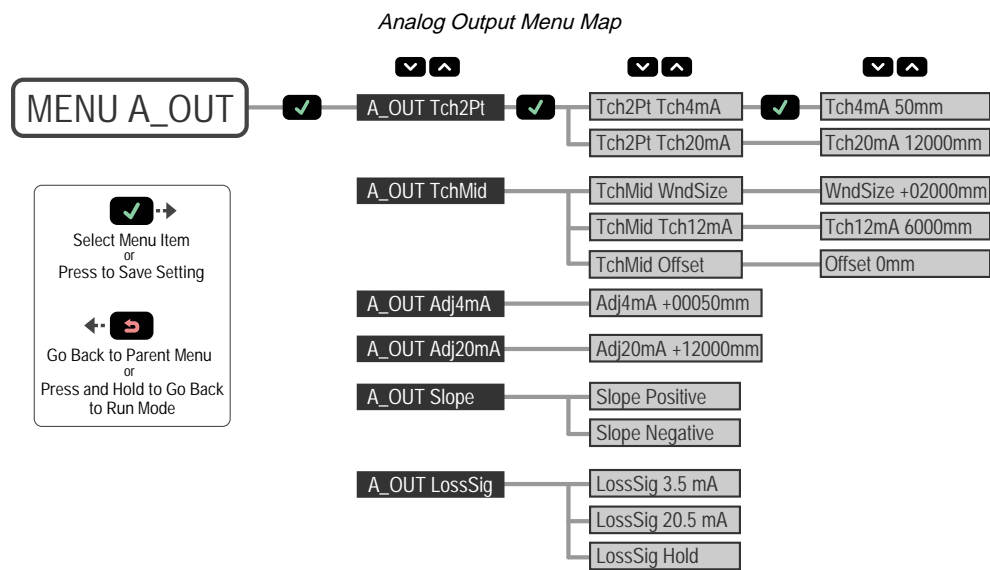 Analog Output Menu Map
MENU A_OUT
A_OUT Tch2Pt
Tch2Pt Tch4mA
Tch4mA 50mm
Tch2Pt Tch20mA
Tch20mA 12000mm
A_OUT TchMid
TchMid WndSize
WndSize +02000mm
TchMid Tch12mA
Tch12mA 6000mm
TchMid Offset
Offset 0mm
A_OUT Adj4mA
Adj4mA +00050mm
A_OUT Adj20mA
Adj20mA +12000mm
A_OUT Slope
Slope Positive
Slope Negative
A_OUT LossSig
LossSig 3.5 mA
LossSig 20.5 mA
LossSig Hold
Select Menu Item
or
Press to Save Setting
Go Back to Parent Menu
or
Press and Hold to Go Back
to Run Mode